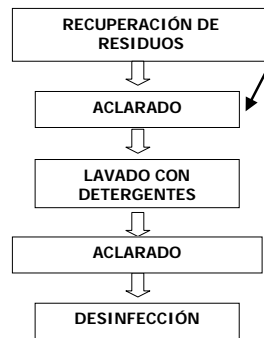 RECUPERACIÓN DE
RESIDUOS
ACLARADO
LAVADO CON
DETERGENTES
ACLARADO
DESINFECCIÓN